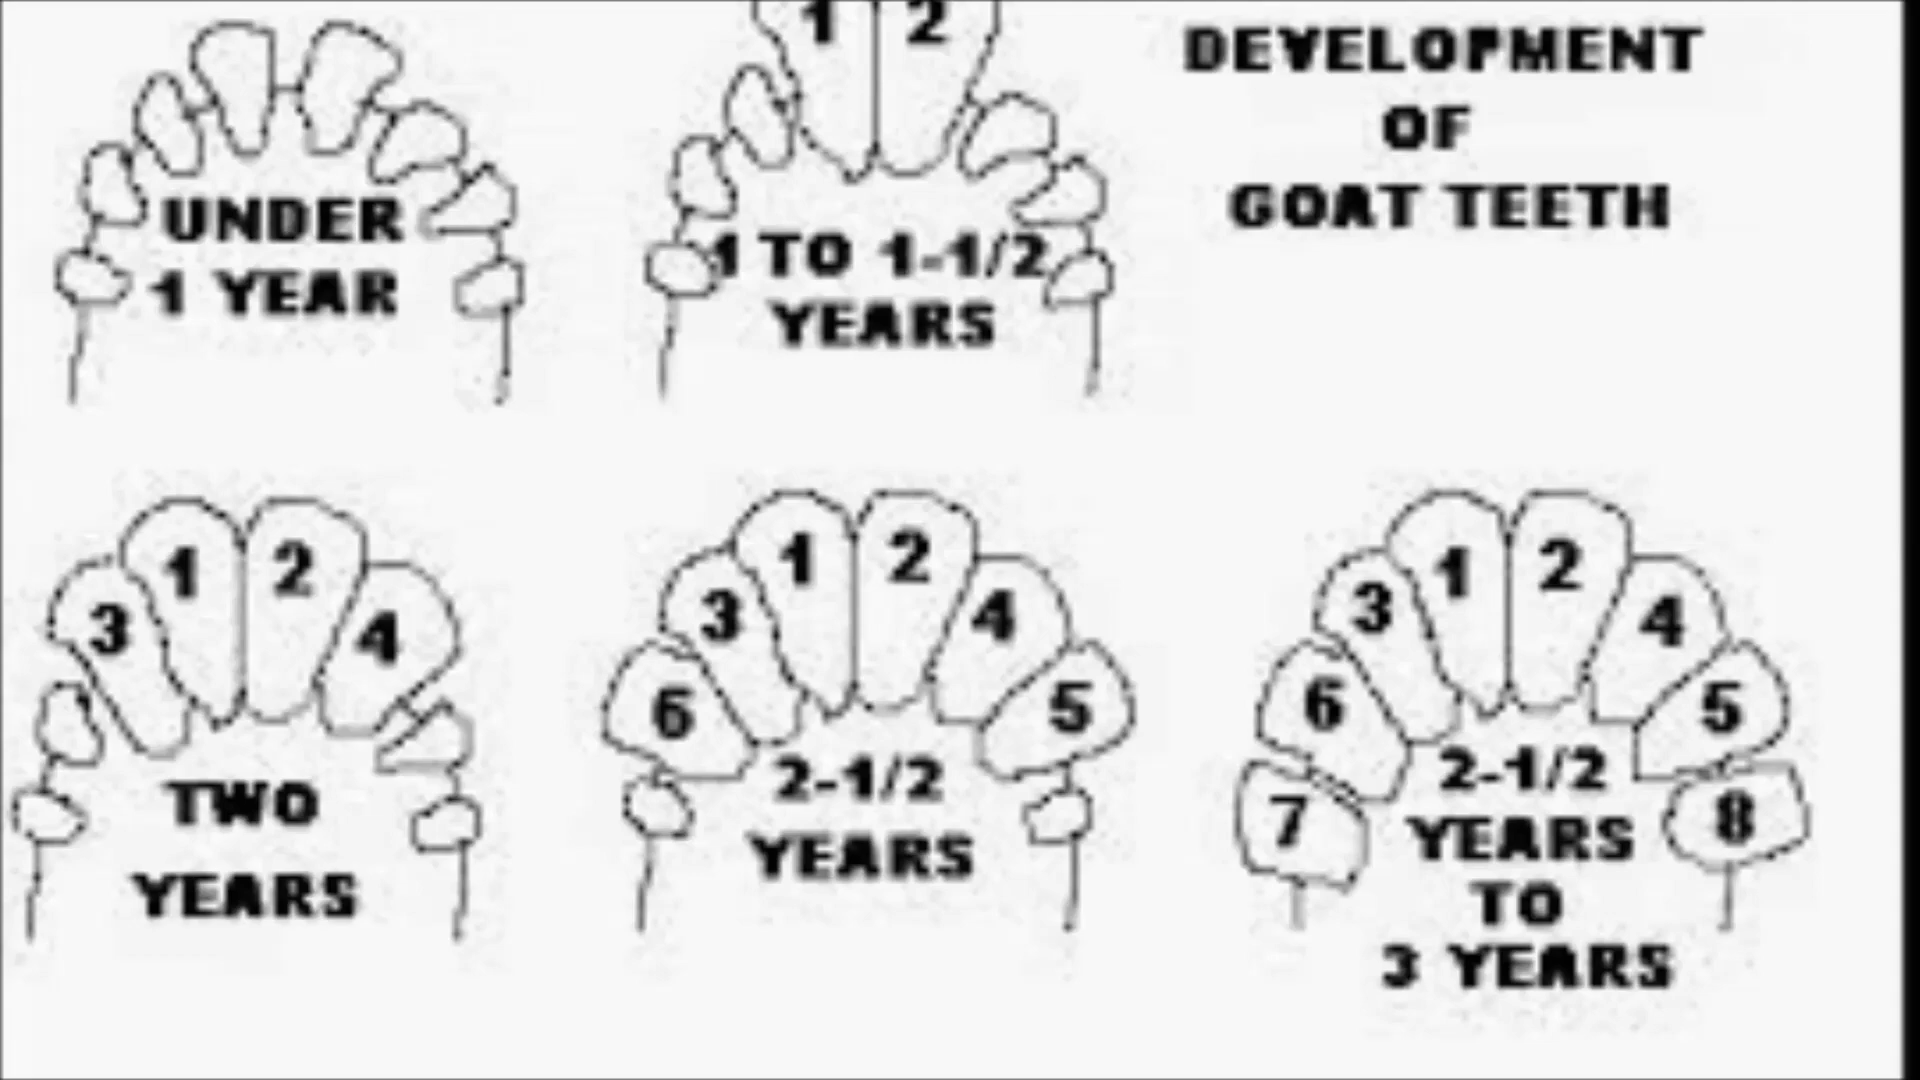 1 2
DEVELOPMENT
OF
GOAT TEETH
UNDER
1 YEAR
1 TO 1-1/2
YEARS
1 2
3 4
TWO
YEARS
1 2
3 4
6 5
2-1/2
YEARS
1 2
3 4
6 5
7 8
2-1/2
YEARS
TO
3 YEARS